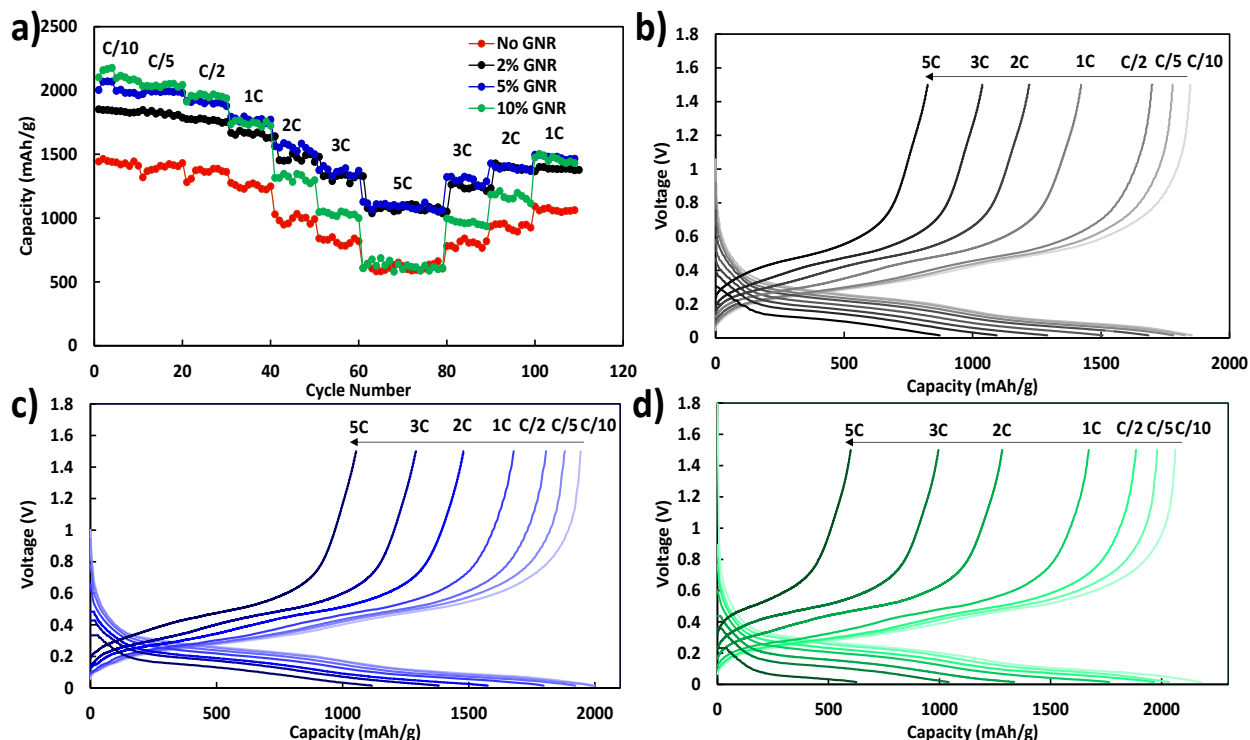 a)
2500
2000
1500
1000
500
0
Capacity (mAh/g)
0 20 40 60 80 100 120
Cycle Number
C/10
C/5
C/2
1C
2C
3C
5C
3C
2C
1C
No GNR
2% GNR
5% GNR
10% GNR
b)
1.8
1.6
1.4
1.2
1
0.8
0.6
0.4
0.2
0
Voltage (V)
5C 3C 2C 1C C/2 C/5 C/10
0 500 1000 1500 2000
Capacity (mAh/g)
c)
1.8
1.6
1.4
1.2
1
0.8
0.6
0.4
0.2
0
Voltage (V)
5C 3C 2C 1C C/2 C/5 C/10
0 500 1000 1500 2000
Capacity (mAh/g)
d)
1.8
1.6
1.4
1.2
1
0.8
0.6
0.4
0.2
0
Voltage (V)
5C 3C 2C 1C C/2 C/5 C/10
0 500 1000 1500 2000
Capacity (mAh/g)